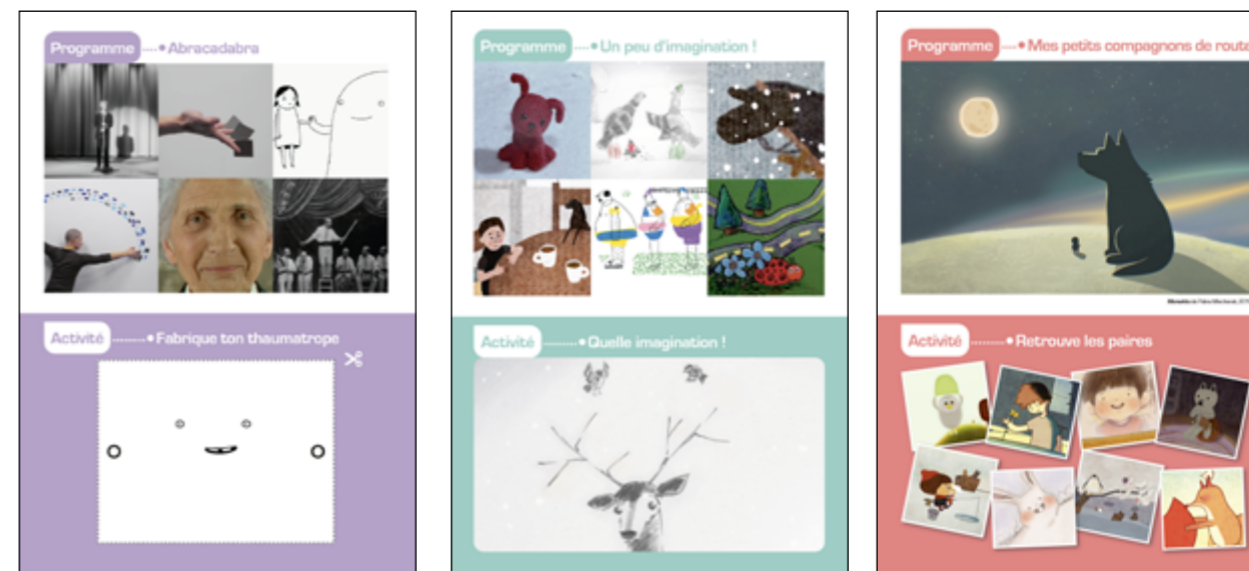 Programme ..... • Abracadabra
Activité ......... • Fabrique ton thaumatrope
Programme .... • Un peu d'imagination !
Activité ......... • Quelle imagination !
Programme .... • Mes petits compagnons de route
Activité ......... • Retrouve les paires